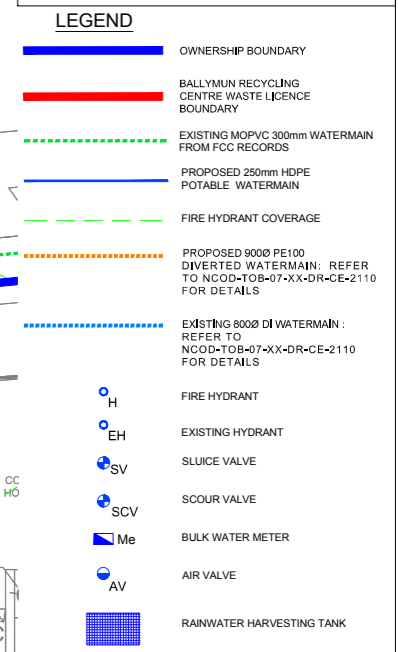 LEGEND
OWNERSHIP BOUNDARY
BALLYMUN RECYCLING
CENTRE WASTE LICENCE
BOUNDARY
EXISTING MOPVC 300mm WATERMAIN
FROM FCC RECORDS
PROPOSED 250mm HDPE
POTABLE WATERMAIN
FIRE HYDRANT COVERAGE
PROPOSED 900Ø PE100
DIVERTED WATERMAIN: REFER
TO NCOD-TOB-07-XX-DR-CE-2110
FOR DETAILS
EXISTING 800Ø DI WATERMAIN :
REFER TO
NCOD-TOB-07-XX-DR-CE-2110
FOR DETAILS
H FIRE HYDRANT
EH EXISTING HYDRANT
SV SLUICE VALVE
CO
HO
SCV SCOUR VALVE
Me BULK WATER METER
AV AIR VALVE
RAINWATER HARVESTING TANK